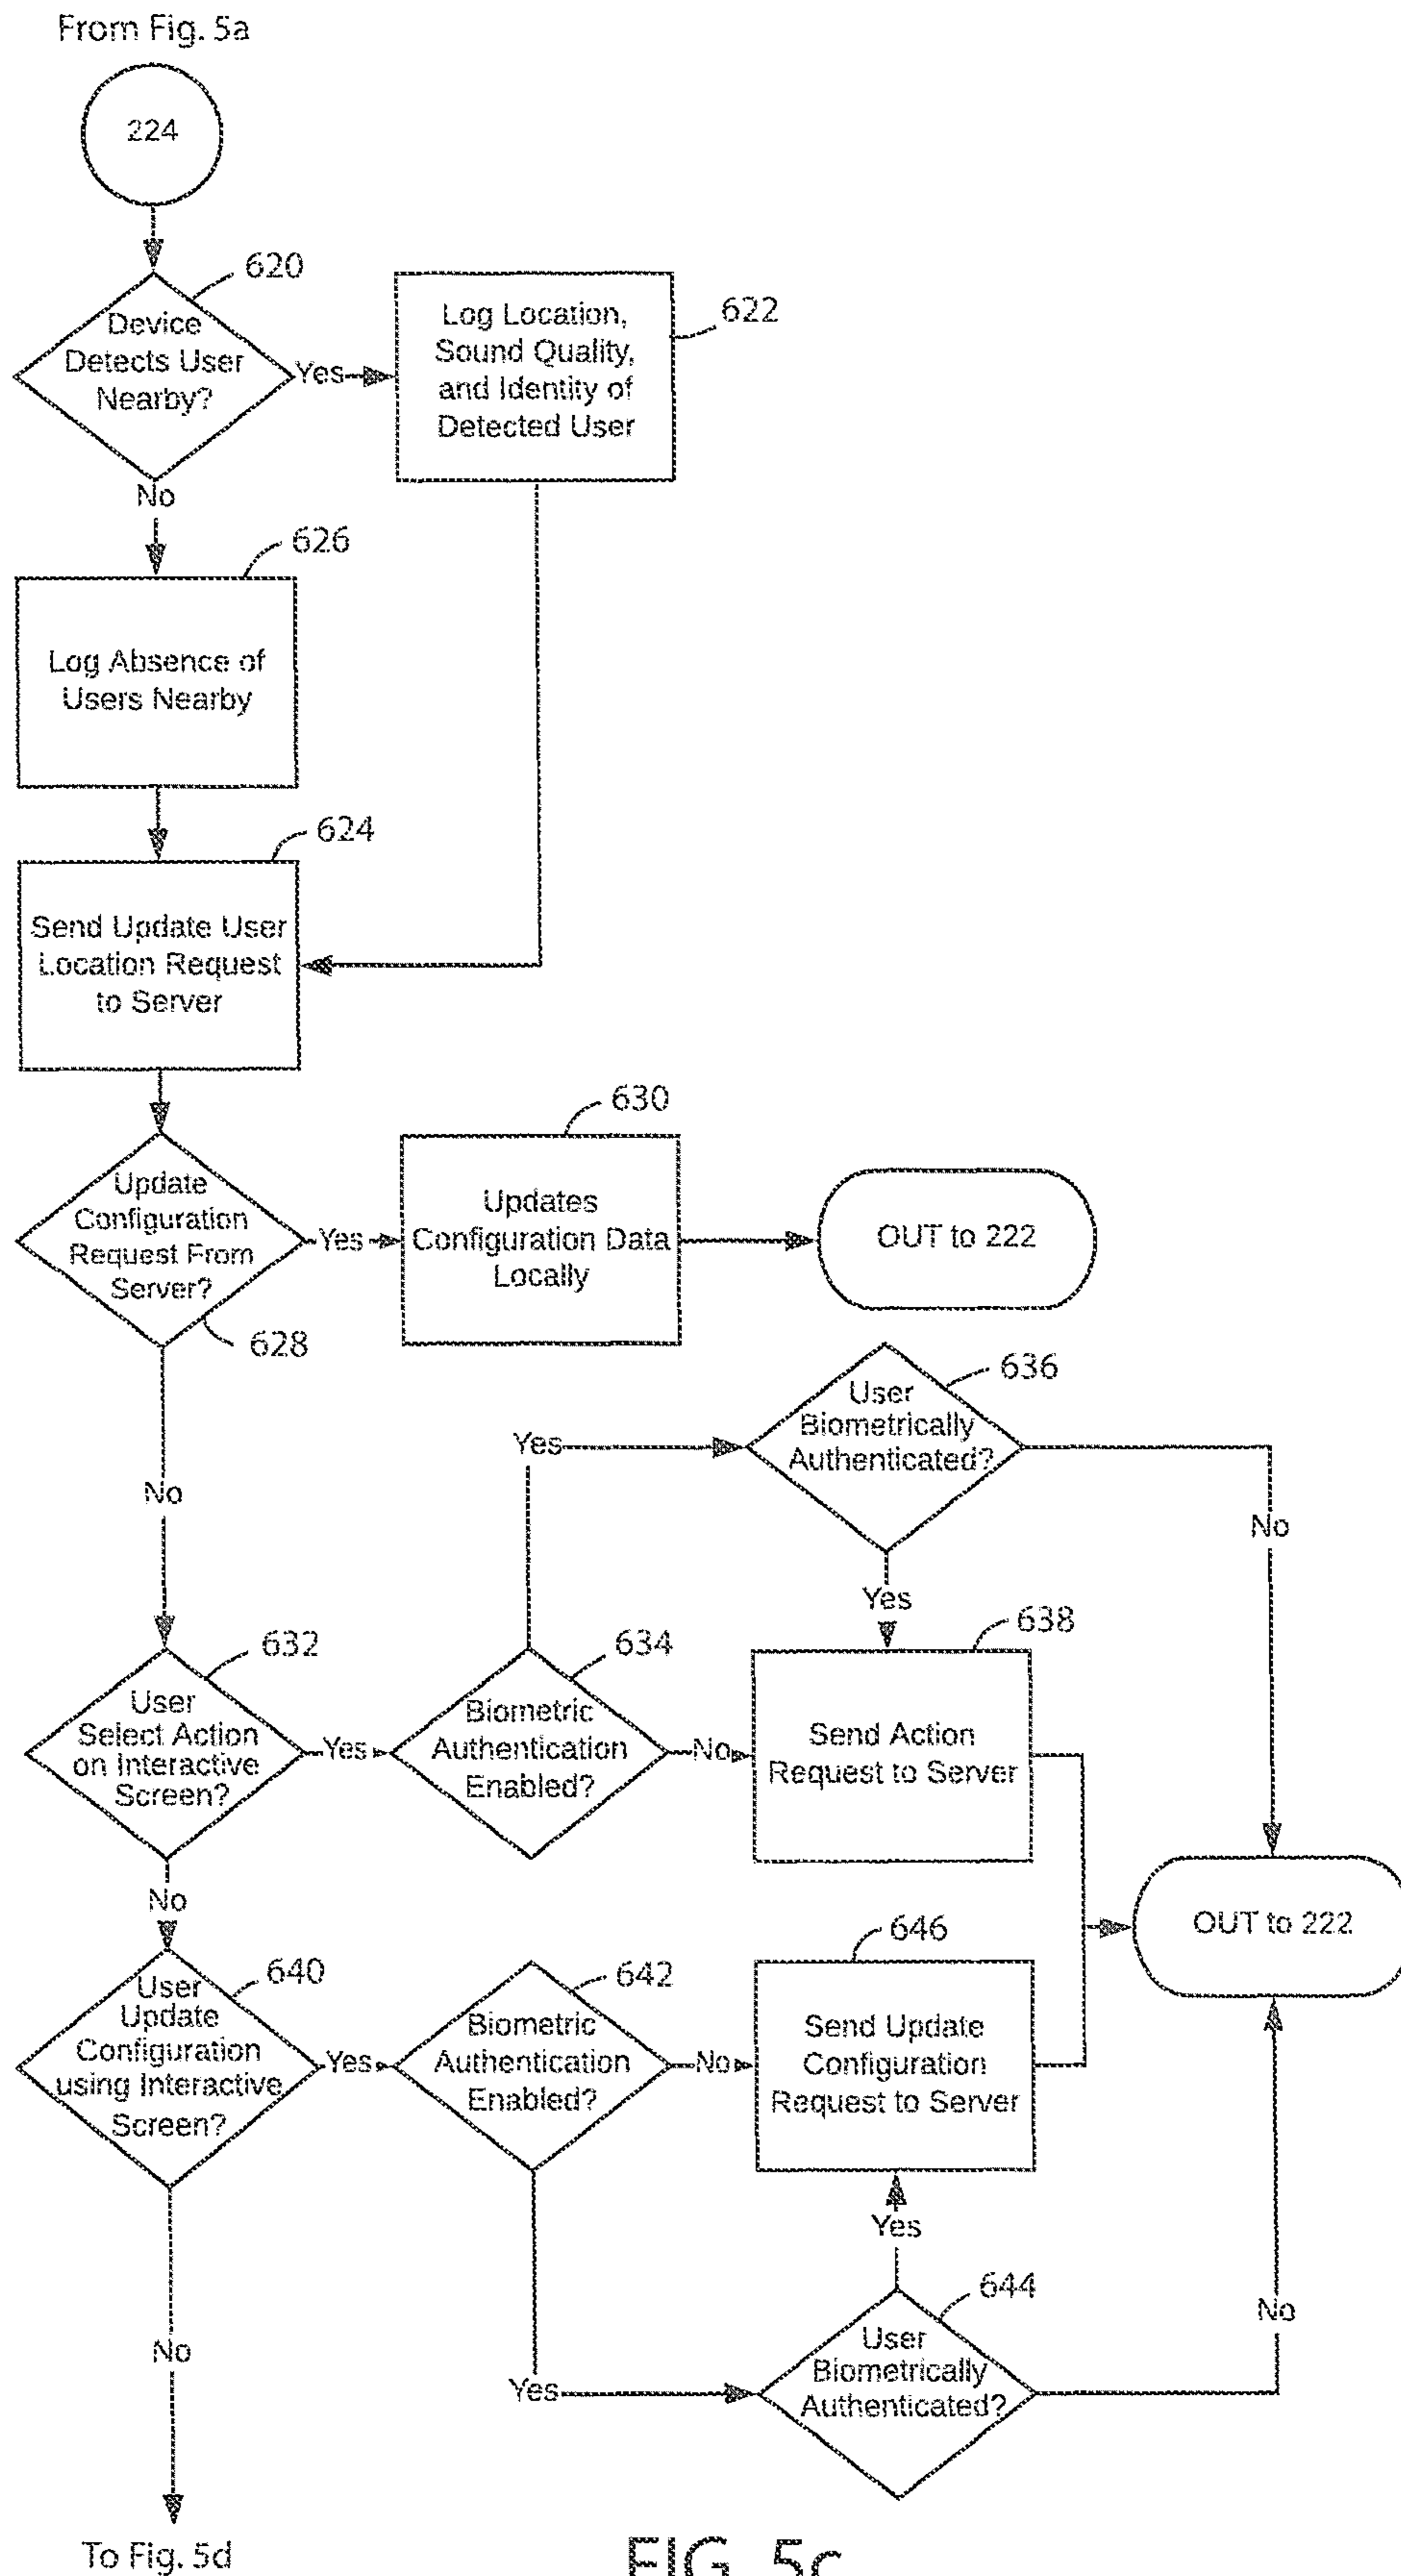 From Fig. 5a
224
620
Device
Detects User
Nearby?
Yes
Log Location,
Sound Quality,
and Identity of
Detected User
622
No
626
Log Absence of
Users Nearby
624
Send Update User
Location Request
to Server
Update
Configuration
Request From
Server?
628
Yes
630
Updates
Configuration Data
Locally
OUT to 222
No
632
User
Select Action
on Interactive
Screen?
Yes
634
Biometric
Authentication
Enabled?
Yes
636
User
Biometrically
Authenticated?
No
Yes
No
638
Send Action
Request to Server
OUT to 222
No
640
User
Update
Configuration
using Interactive
Screen?
Yes
642
Biometric
Authentication
Enabled?
No
646
Send Update
Configuration
Request to Server
Yes
Yes
644
User
Biometrically
Authenticated?
No
No
To Fig. 5d
FIG. 5c